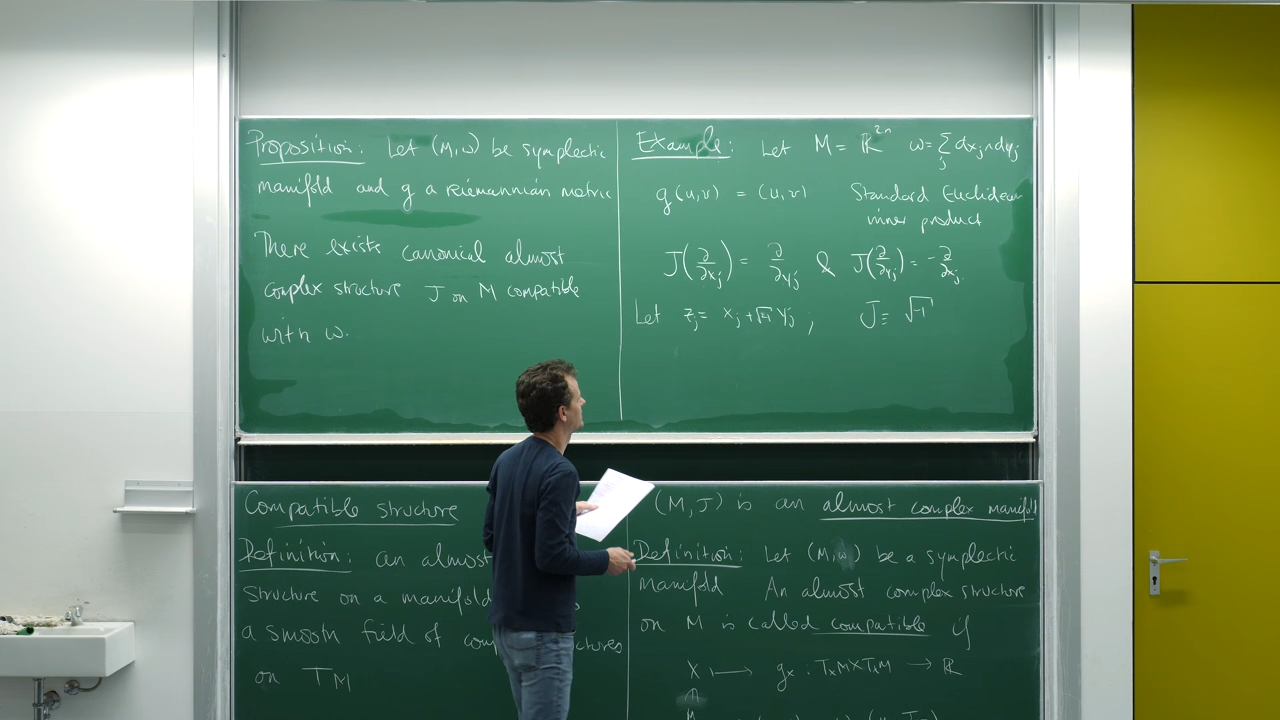 Proposition: Let (M,ω) be symplectic
manifold and g a Riemannian metric
There exists canonical almost
complex structure J on M compatible
with ω.
Example: Let M = ℝ²ⁿ ω = ∑_j dx_j∧dy_j
g(u,v) = ⟨u,v⟩ Standard Euclidean
inner product
J(∂/∂x_j) = ∂/∂y_j & J(∂/∂y_j) = -∂/∂x_j
Let z_j = x_j + √-1 y_j ; J ≡ √-1
Compatible structure
Definition: an almost
structure on a manifold
a smooth field of
on T_M
(M,J) is an almost complex manifold
Definition: Let (M,ω) be a symplectic
manifold An almost complex structure
on M is called compatible if
x ⟼ g_x : T_xM×T_xM → ℝ